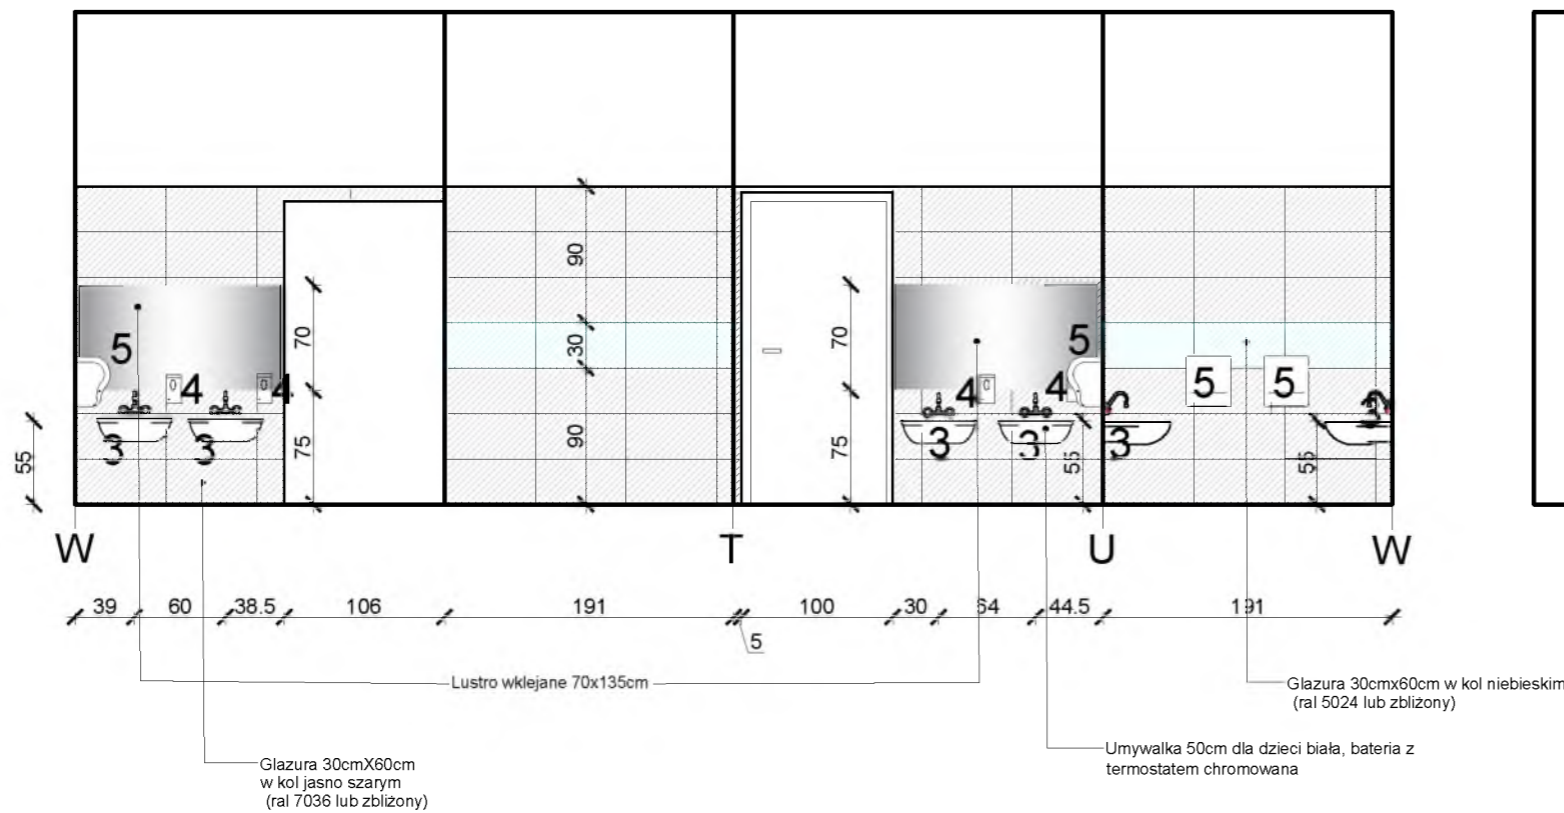 90
5
70
4
4
30
70
5
4
4
5
5
3
3
55
75
90
75
3
3
55
3
55
W
T
U
W
39 60 38.5 106 191 100 30 64 44.5 191
5
Lustro wklejane 70x135cm
Glazura 30cmx60cm w kol niebieskim
(ral 5024 lub zbliżony)
Umywalka 50cm dla dzieci biała, bateria z
termostatem chromowana
Glazura 30cmX60cm
w kol jasno szarym
(ral 7036 lub zbliżony)